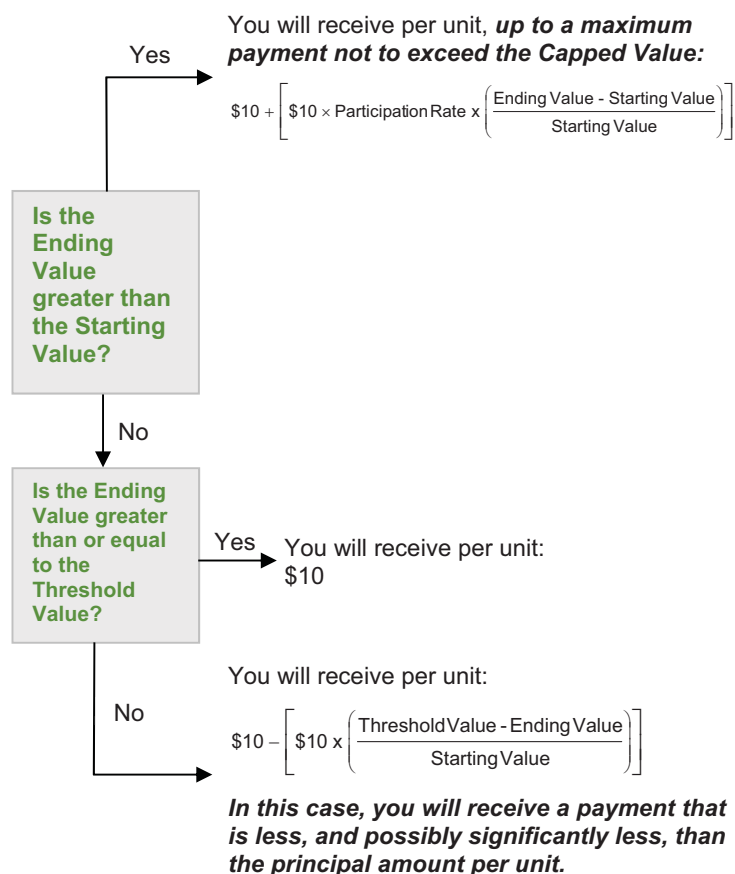 You will receive per unit, up to a maximum
payment not to exceed the Capped Value:
Yes
$10 + [ $10 × Participation Rate x ( Ending Value - Starting Value / Starting Value ) ]
Is the
Ending
Value
greater than
the Starting
Value?
No
Is the Ending
Value greater
than or equal
to the
Threshold
Value?
Yes
You will receive per unit:
$10
You will receive per unit:
No
$10 – [ $10 x ( Threshold Value - Ending Value / Starting Value ) ]
In this case, you will receive a payment that
is less, and possibly significantly less, than
the principal amount per unit.